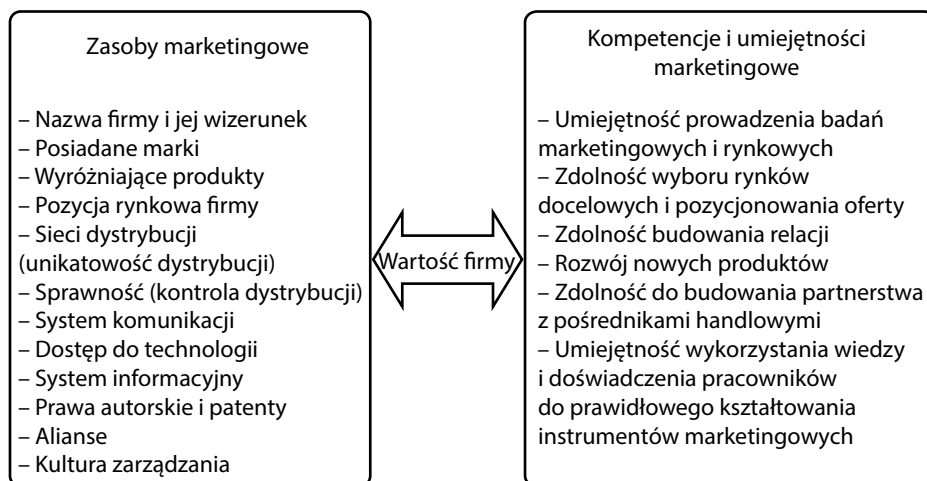 Zasoby marketingowe
– Nazwa firmy i jej wizerunek
– Posiadane marki
– Wyróżniające produkty
– Pozycja rynkowa firmy
– Sieci dystrybucji
(unikatowość dystrybucji)
– Sprawność (kontrola dystrybucji)
– System komunikacji
– Dostęp do technologii
– System informacyjny
– Prawa autorskie i patenty
– Alianse
– Kultura zarządzania
Wartość firmy
Kompetencje i umiejętności
marketingowe
– Umiejętność prowadzenia badań
marketingowych i rynkowych
– Zdolność wyboru rynków
docelowych i pozycjonowania oferty
– Zdolność budowania relacji
– Rozwój nowych produktów
– Zdolność do budowania partnerstwa
z pośrednikami handlowymi
– Umiejętność wykorzystania wiedzy
i doświadczenia pracowników
do prawidłowego kształtowania
instrumentów marketingowych